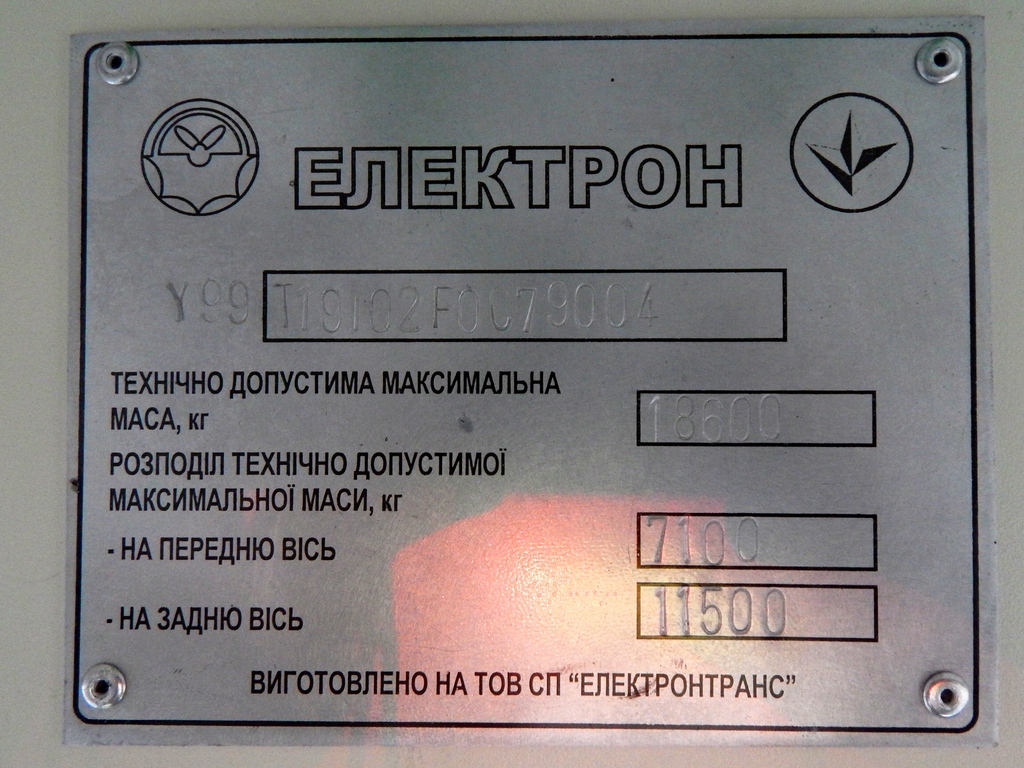 ЕЛЕКТРОН
Y99T19102F0C79004
ТЕХНІЧНО ДОПУСТИМА МАКСИМАЛЬНА
МАСА, кг
18600
РОЗПОДІЛ ТЕХНІЧНО ДОПУСТИМОЇ
МАКСИМАЛЬНОЇ МАСИ, кг
- НА ПЕРЕДНЮ ВІСЬ
7100
- НА ЗАДНЮ ВІСЬ
11500
ВИГОТОВЛЕНО НА ТОВ СП “ЕЛЕКТРОНТРАНС”